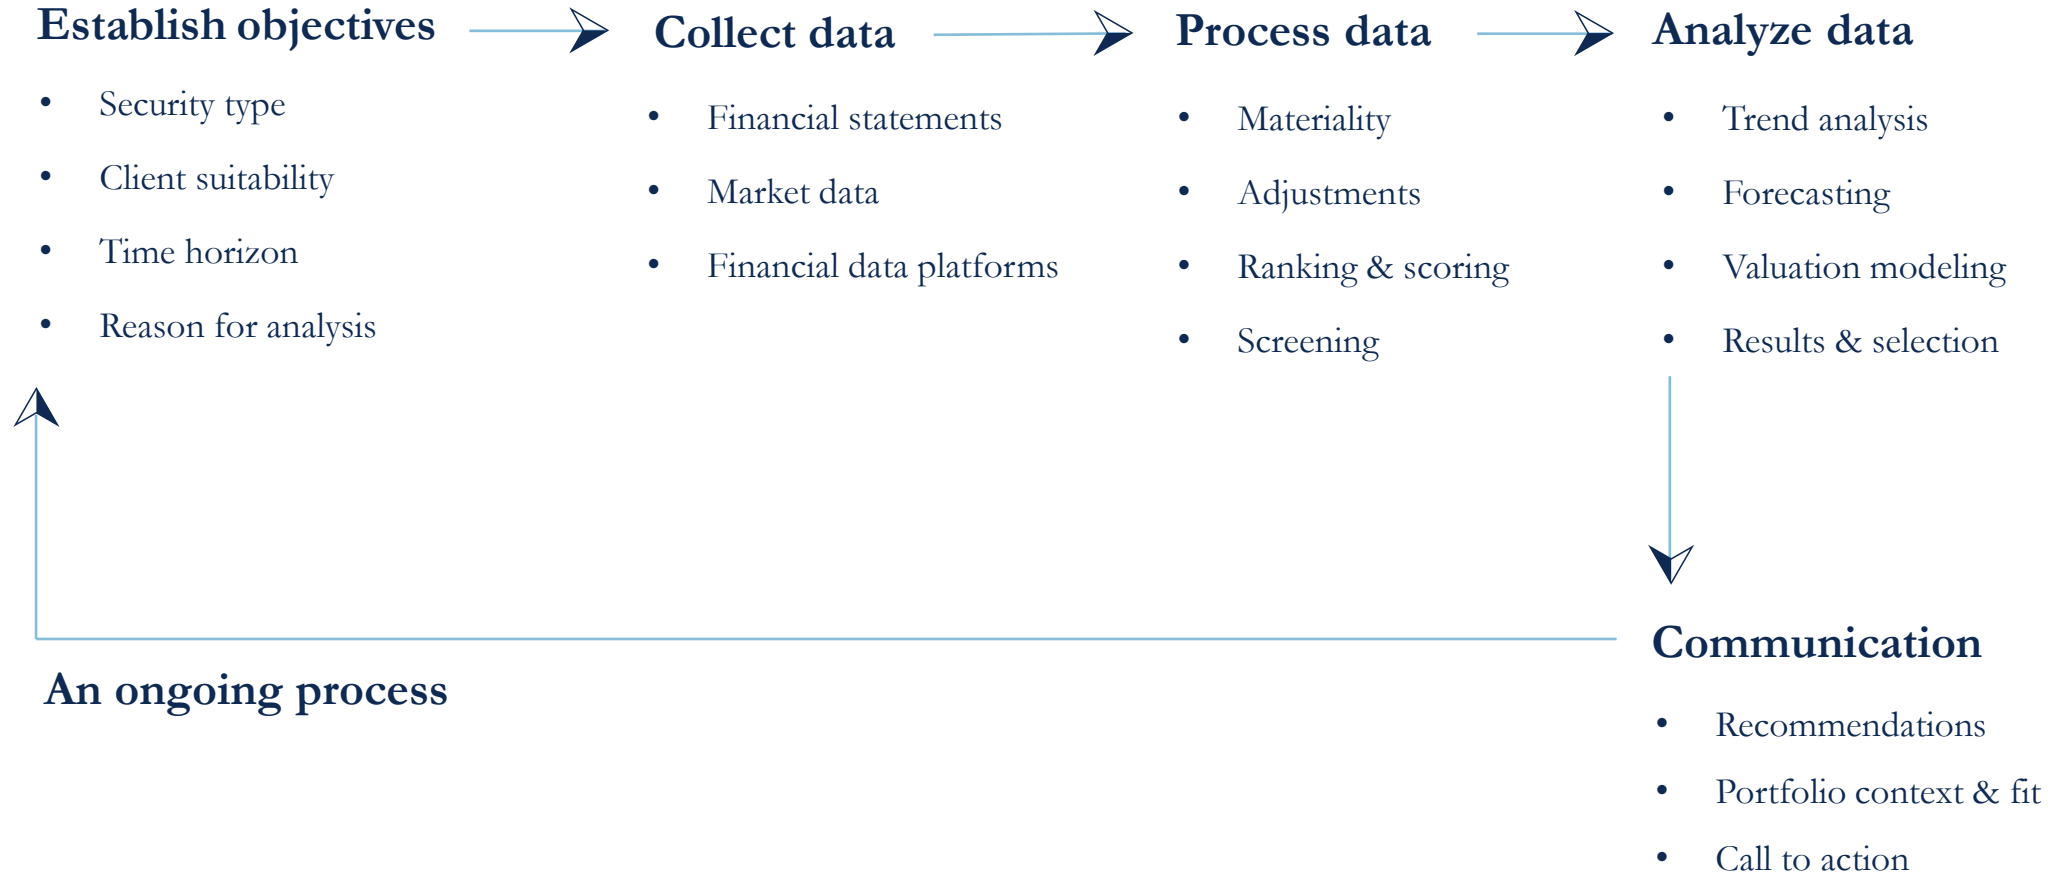 Establish objectives
• Security type
• Client suitability
• Time horizon
• Reason for analysis
Collect data
• Financial statements
• Market data
• Financial data platforms
Process data
• Materiality
• Adjustments
• Ranking & scoring
• Screening
Analyze data
• Trend analysis
• Forecasting
• Valuation modeling
• Results & selection
Communication
• Recommendations
• Portfolio context & fit
• Call to action
An ongoing process